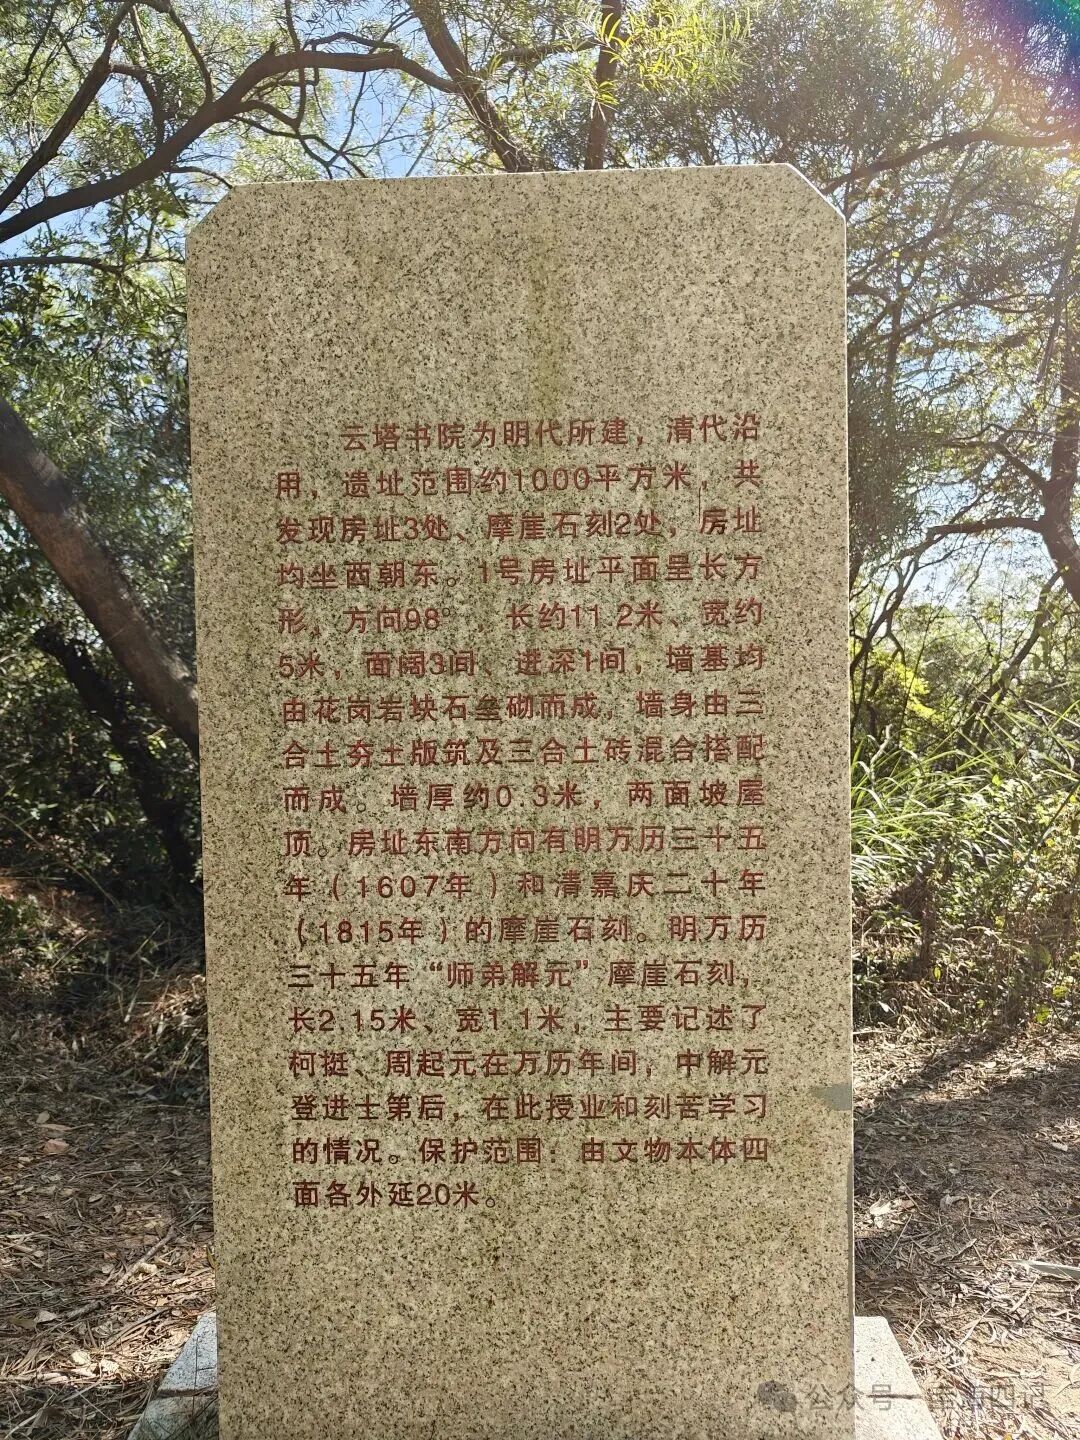 云塔书院为明代所建，清代沿
用，遗址范围约1000平方米，共
发现房址3处、摩崖石刻2处，房址
均坐西朝东。1号房址平面呈长方
形，方向98°，长约11.2米、宽约
5米，面阔3间、进深1间，墙基均
由花岗岩块石垒砌而成，墙身由三
合土夯土版筑及三合土砖混合搭配
而成。墙厚约0.3米，两面坡屋
顶。房址东南方向有明万历三十五
年（1607年）和清嘉庆二十年
（1815年）的摩崖石刻。明万历
三十五年“师弟解元”摩崖石刻，
长2.15米、宽1.1米，主要记述了
柯挺、周起元在万历年间，中解元
登进士第后，在此授业和刻苦学习
的情况。保护范围：由文物本体四
面各外延20米。
公众号